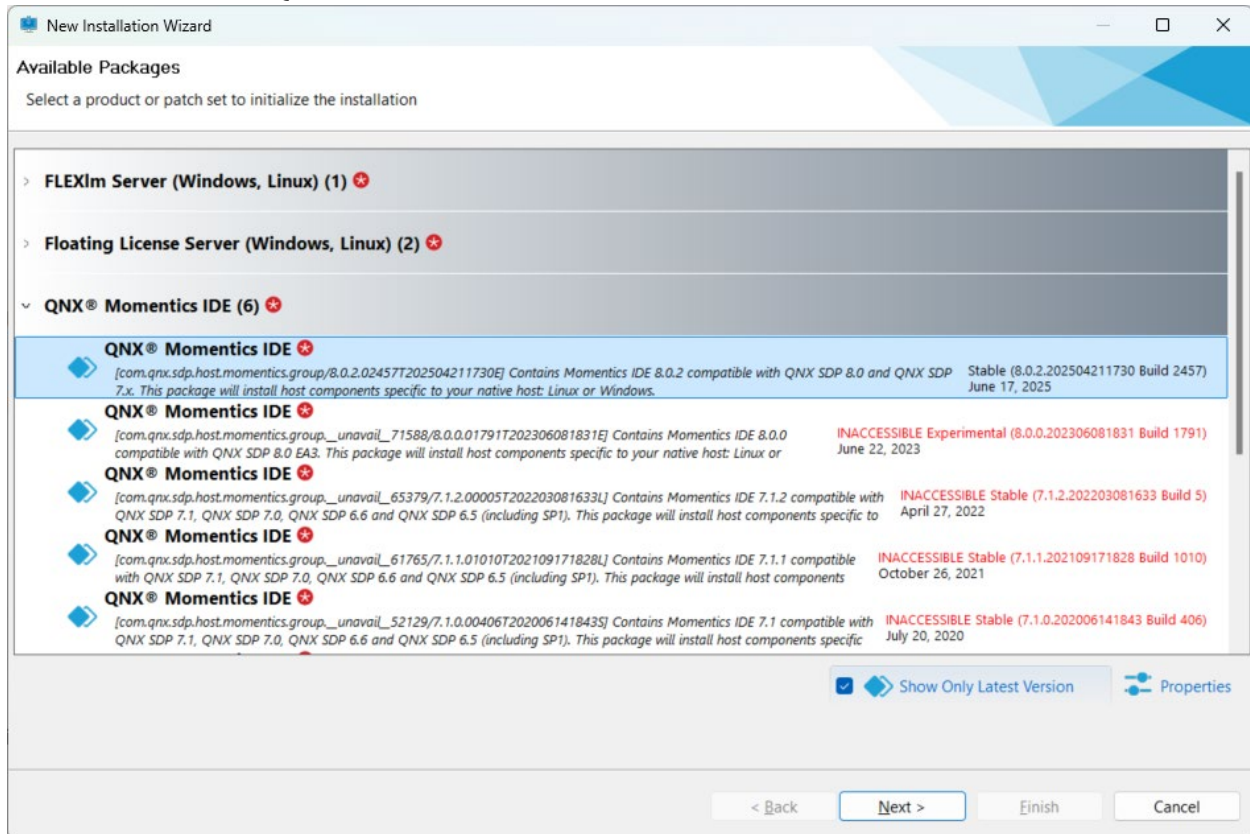 New Installation Wizard
Available Packages
Select a product or patch set to initialize the installation
FLEXlm Server (Windows, Linux) (1)
Floating License Server (Windows, Linux) (2)
QNX® Momentics IDE (6)
QNX® Momentics IDE
[com.qnx.sdp.host.momentics.group/8.0.2.02457T202504211730E] Contains Momentics IDE 8.0.2 compatible with QNX SDP 8.0 and QNX SDP
7.x. This package will install host components specific to your native host: Linux or Windows.
Stable (8.0.2.202504211730 Build 2457)
June 17, 2025
QNX® Momentics IDE
[com.qnx.sdp.host.momentics.group.__unavail__71588/8.0.0.01791T202306081831E] Contains Momentics IDE 8.0.0
compatible with QNX SDP 8.0 EA3. This package will install host components specific to your native host: Linux or
INACCESSIBLE Experimental (8.0.0.202306081831 Build 1791)
June 22, 2023
QNX® Momentics IDE
[com.qnx.sdp.host.momentics.group.__unavail__65379/7.1.2.00005T202203081633L] Contains Momentics IDE 7.1.2 compatible with
QNX SDP 7.1, QNX SDP 7.0, QNX SDP 6.6 and QNX SDP 6.5 (including SP1). This package will install host components specific to
INACCESSIBLE Stable (7.1.2.202203081633 Build 5)
April 27, 2022
QNX® Momentics IDE
[com.qnx.sdp.host.momentics.group.__unavail__61765/7.1.1.01010T202109171828L] Contains Momentics IDE 7.1.1 compatible
with QNX SDP 7.1, QNX SDP 7.0, QNX SDP 6.6 and QNX SDP 6.5 (including SP1). This package will install host components
INACCESSIBLE Stable (7.1.1.202109171828 Build 1010)
October 26, 2021
QNX® Momentics IDE
[com.qnx.sdp.host.momentics.group.__unavail__52129/7.1.0.00406T202006141843S] Contains Momentics IDE 7.1 compatible with
QNX SDP 7.1, QNX SDP 7.0, QNX SDP 6.6 and QNX SDP 6.5 (including SP1). This package will install host components specific
INACCESSIBLE Stable (7.1.0.202006141843 Build 406)
July 20, 2020
Show Only Latest Version
Properties
< Back
Next >
Finish
Cancel